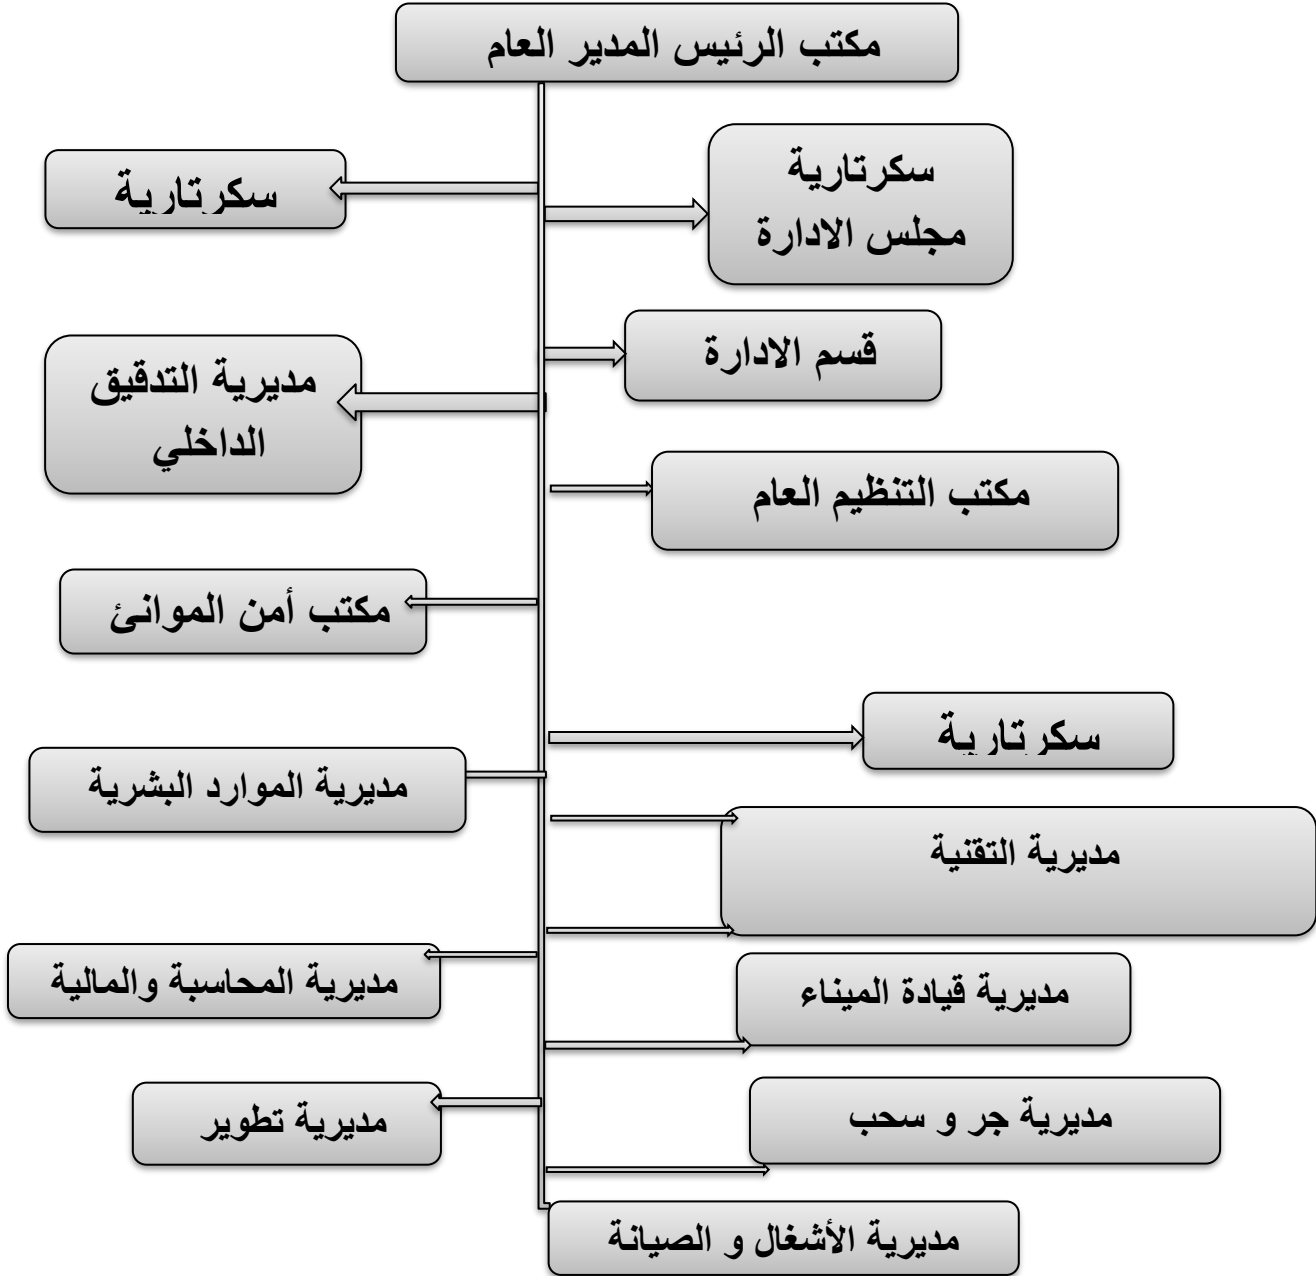 مكتب الرئيس المدير العام
سكرتارية
مجلس الادارة
سكرتارية
قسم الادارة
مديرية التدقيق
الداخلي
مكتب التنظيم العام
مكتب أمن الموانئ
سكرتارية
مديرية الموارد البشرية
مديرية التقنية
مديرية المحاسبة والمالية
مديرية قيادة الميناء
مديرية جر و سحب
مديرية تطوير
مديرية الأشغال و الصيانة